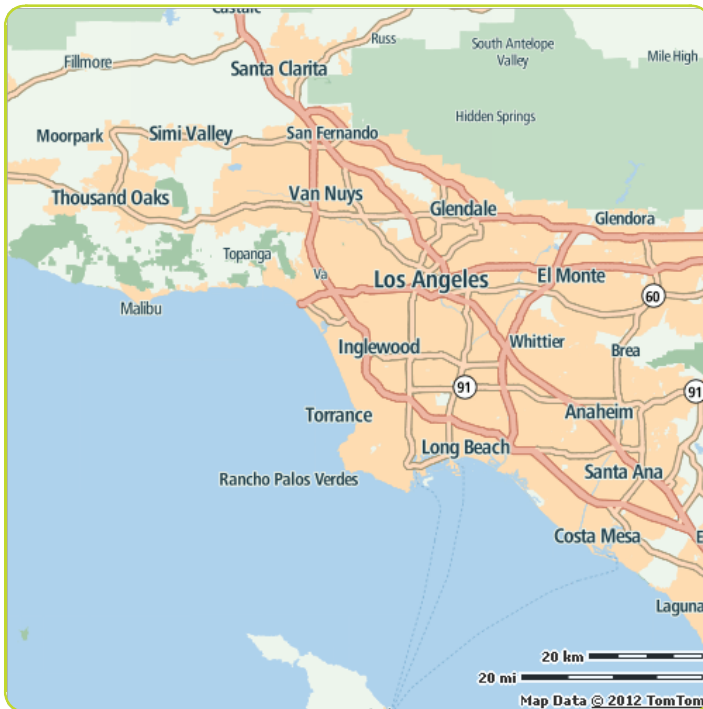 Castaic
Russ
South Antelope
Valley
Mile High
Fillmore
Santa Clarita
Hidden Springs
Moorpark
Simi Valley
San Fernando
Thousand Oaks
Van Nuys
Glendale
Glendora
Topanga
Va
Los Angeles
El Monte
Malibu
60
Inglewood
Whittier
Brea
91
91
Torrance
Anaheim
Long Beach
Rancho Palos Verdes
Santa Ana
Costa Mesa
E
Laguna
20 km
20 mi
Map Data © 2012 TomTom